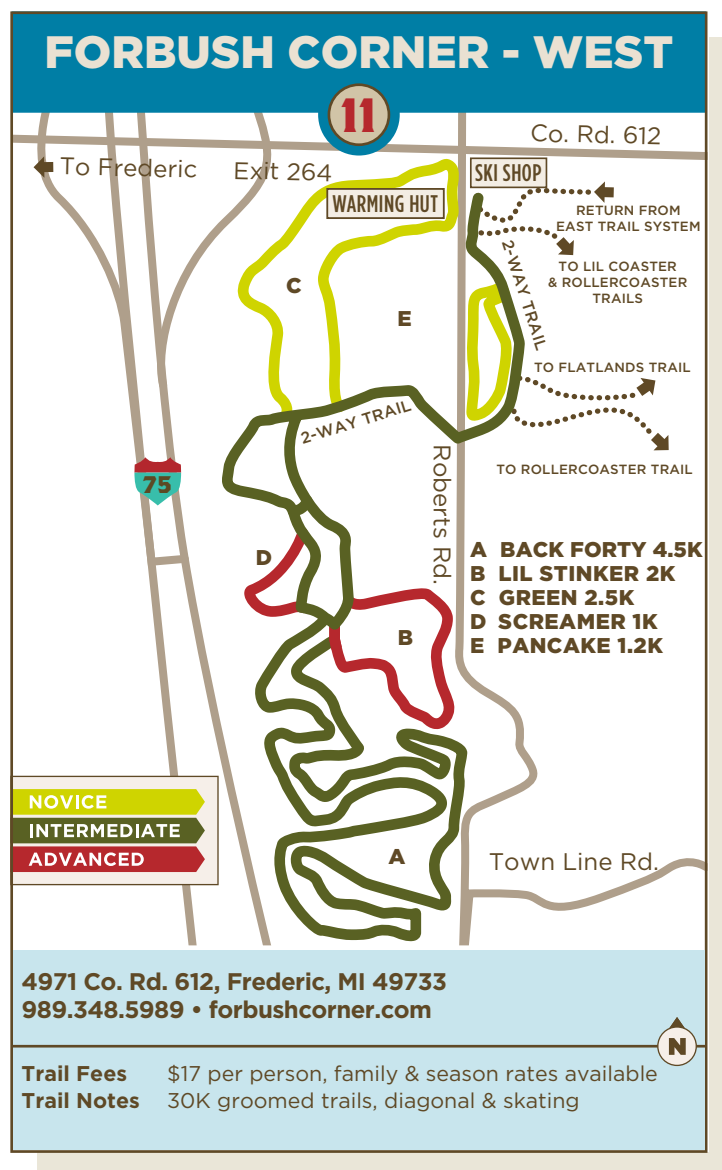 FORBUSH CORNER - WEST
11
Co. Rd. 612
To Frederic
Exit 264
SKI SHOP
WARMING HUT
RETURN FROM
EAST TRAIL SYSTEM
2-WAY TRAIL
TO LIL COASTER
& ROLLERCOASTER
TRAILS
C
E
TO FLATLANDS TRAIL
2-WAY TRAIL
TO ROLLERCOASTER TRAIL
Roberts Rd.
75
D
B
A BACK FORTY 4.5K
B LIL STINKER 2K
C GREEN 2.5K
D SCREAMER 1K
E PANCAKE 1.2K
NOVICE
INTERMEDIATE
ADVANCED
A
Town Line Rd.
4971 Co. Rd. 612, Frederic, MI 49733
989.348.5989 • forbushcorner.com
N
Trail Fees $17 per person, family & season rates available
Trail Notes 30K groomed trails, diagonal & skating